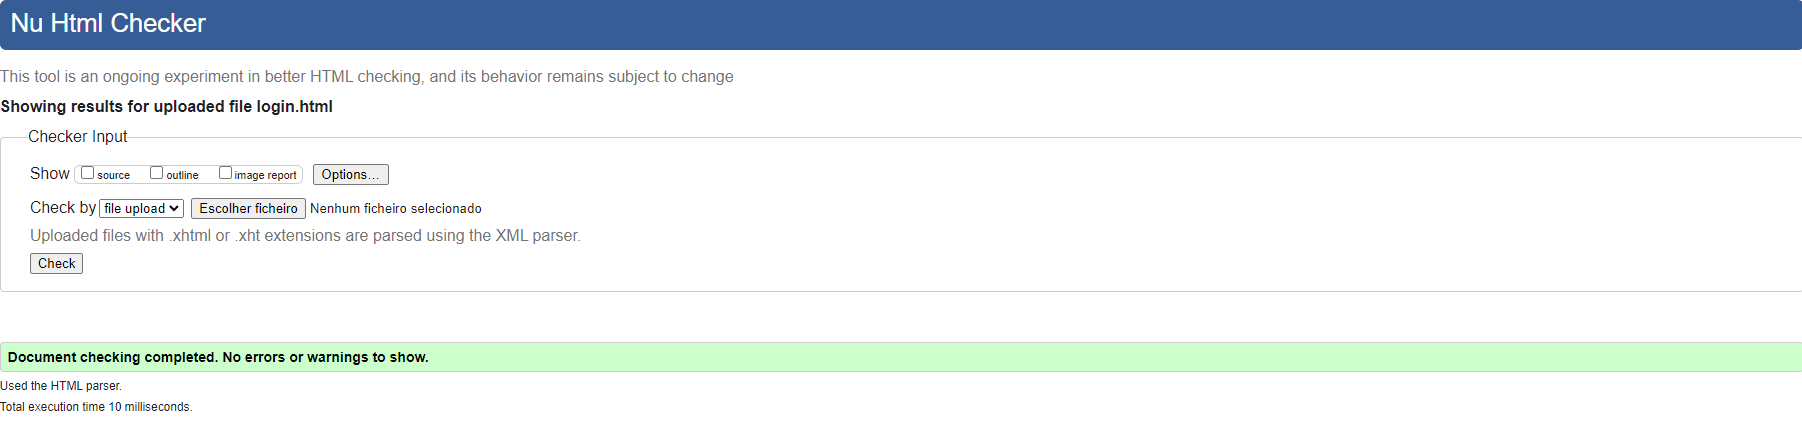 Nu Html Checker
This tool is an ongoing experiment in better HTML checking, and its behavior remains subject to change
Showing results for uploaded file login.html
Checker Input
Show source outline image report Options...
Check by file upload Escolher ficheiro Nenhum ficheiro selecionado
Uploaded files with .xhtml or .xht extensions are parsed using the XML parser.
Check
Document checking completed. No errors or warnings to show.
Used the HTML parser.
Total execution time 10 milliseconds.